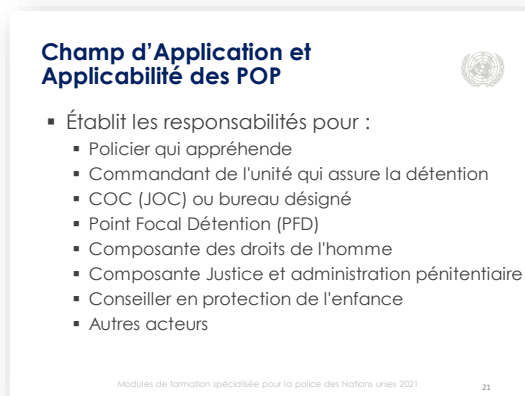 Champ d’Application et
Applicabilité des POP
▪ Établit les responsabilités pour :
▪ Policier qui appréhende
▪ Commandant de l'unité qui assure la détention
▪ COC (JOC) ou bureau désigné
▪ Point Focal Détention (PFD)
▪ Composante des droits de l'homme
▪ Composante Justice et administration pénitentiaire
▪ Conseiller en protection de l'enfance
▪ Autres acteurs
Modules de formation spécialisée pour la police des Nations unies 2021
21